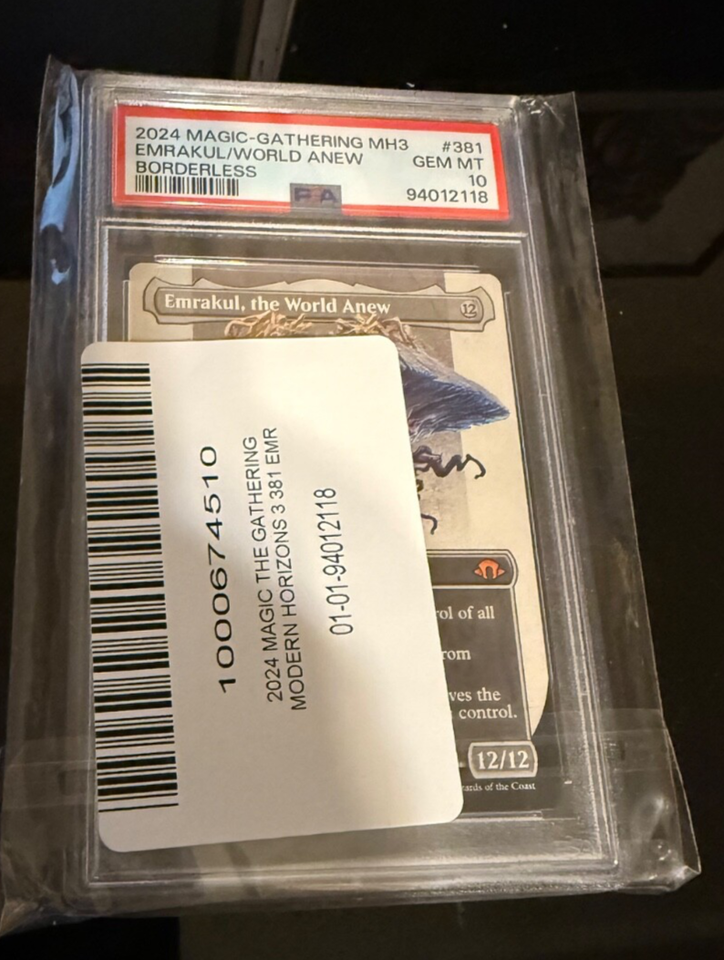 2024 MAGIC-GATHERING MH3 #381
EMRAKUL/WORLD ANEW GEM MT
BORDERLESS 10
PSA 94012118
Emrakul, the World Anew 12
1000674510
2024 MAGIC THE GATHERING
MODERN HORIZONS 3 381 EMR
01-01-94012118
rol of all
rom
ves the
control.
12/12
ards of the Coast